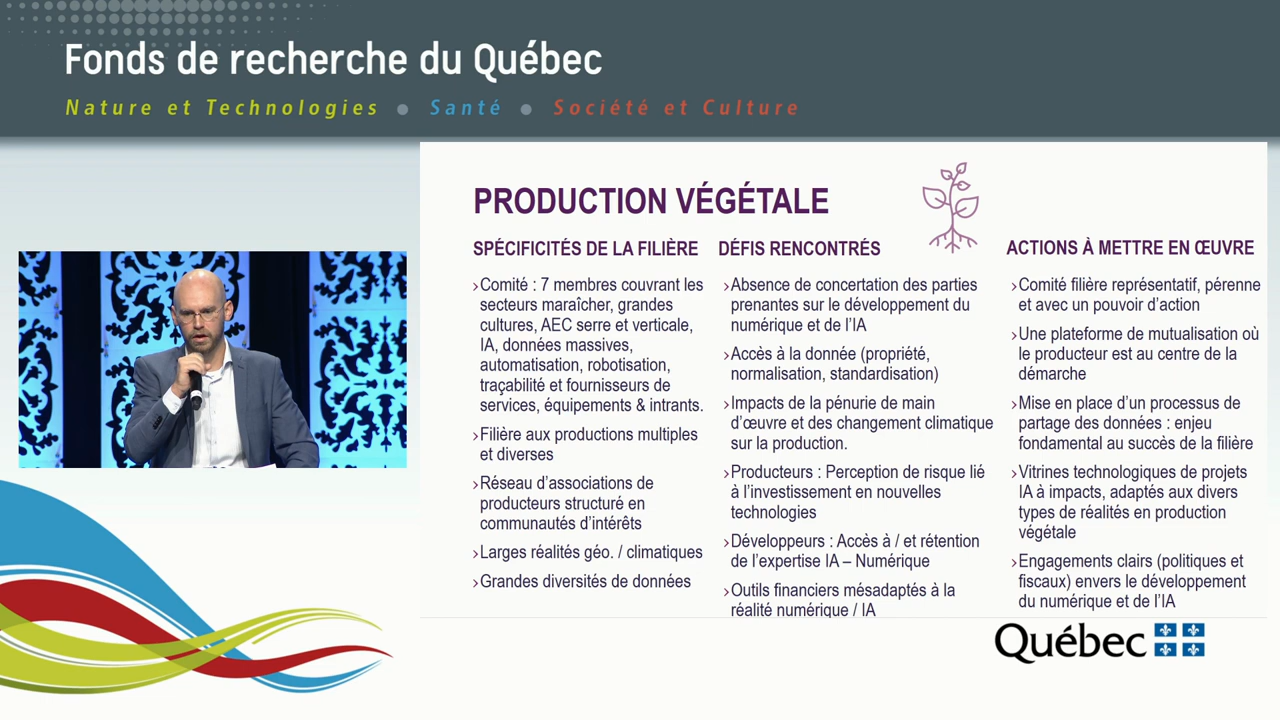 Fonds de recherche du Québec
Nature et Technologies ● Santé ● Société et Culture
PRODUCTION VÉGÉTALE
SPÉCIFICITÉS DE LA FILIÈRE
›Comité : 7 membres couvrant les
secteurs maraîcher, grandes
cultures, AEC serre et verticale,
IA, données massives,
automatisation, robotisation,
traçabilité et fournisseurs de
services, équipements & intrants.
›Filière aux productions multiples
et diverses
›Réseau d’associations de
producteurs structuré en
communautés d’intérêts
›Larges réalités géo. / climatiques
›Grandes diversités de données
DÉFIS RENCONTRÉS
›Absence de concertation des parties
prenantes sur le développement du
numérique et de l’IA
›Accès à la donnée (propriété,
normalisation, standardisation)
›Impacts de la pénurie de main
d’œuvre et des changement climatique
sur la production.
›Producteurs : Perception de risque lié
à l’investissement en nouvelles
technologies
›Développeurs : Accès à / et rétention
de l’expertise IA – Numérique
›Outils financiers mésadaptés à la
réalité numérique / IA
ACTIONS À METTRE EN ŒUVRE
›Comité filière représentatif, pérenne
et avec un pouvoir d’action
›Une plateforme de mutualisation où
le producteur est au centre de la
démarche
›Mise en place d’un processus de
partage des données : enjeu
fondamental au succès de la filière
›Vitrines technologiques de projets
IA à impacts, adaptés aux divers
types de réalités en production
végétale
›Engagements clairs (politiques et
fiscaux) envers le développement
du numérique et de l’IA
Québec